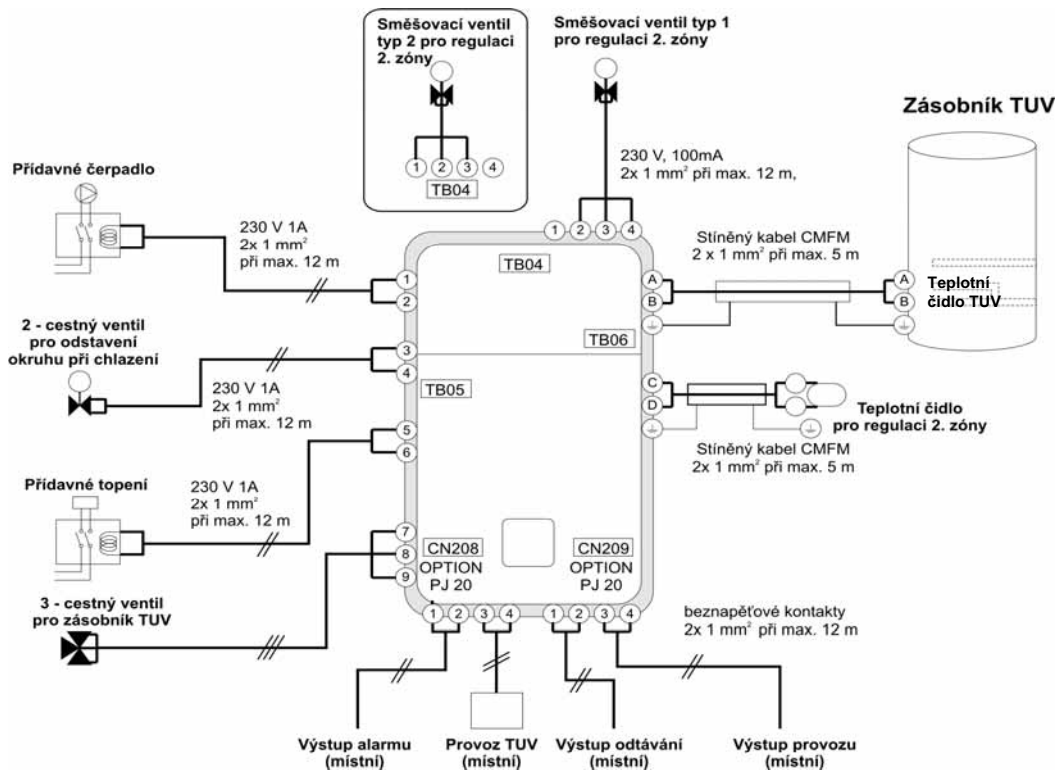 Směšovací ventil
typ 2 pro regulaci
2. zóny
1 2 3 4
TB04
Směšovací ventil typ 1
pro regulaci 2. zóny
230 V, 100mA
2x 1 mm² při max. 12 m,
1 2 3 4
TB04
Zásobník TUV
Teplotní
čidlo TUV
A
B
Stíněný kabel CMFM
2 x 1 mm² při max. 5 m
A
B
TB06
Přídavné čerpadlo
230 V 1A
2x 1 mm²
při max. 12 m
1
2
2 - cestný ventil
pro odstavení
okruhu při chlazení
230 V 1A
2x 1 mm²
při max. 12 m
3
4
TB05
C
D
Teplotní čidlo
pro regulaci 2. zóny
Stíněný kabel CMFM
2x 1 mm² při max. 5 m
5
6
Přídavné topení
230 V 1A
2x 1 mm²
při max. 12 m
7
8
9
3 - cestný ventil
pro zásobník TUV
CN208
OPTION
PJ 20
CN209
OPTION
PJ 20
1 2 3 4
1 2 3 4
beznapěťové kontakty
2x 1 mm² při max. 12 m
Výstup alarmu
(místní)
Provoz TUV
(místní)
Výstup odtávání
(místní)
Výstup provozu
(místní)